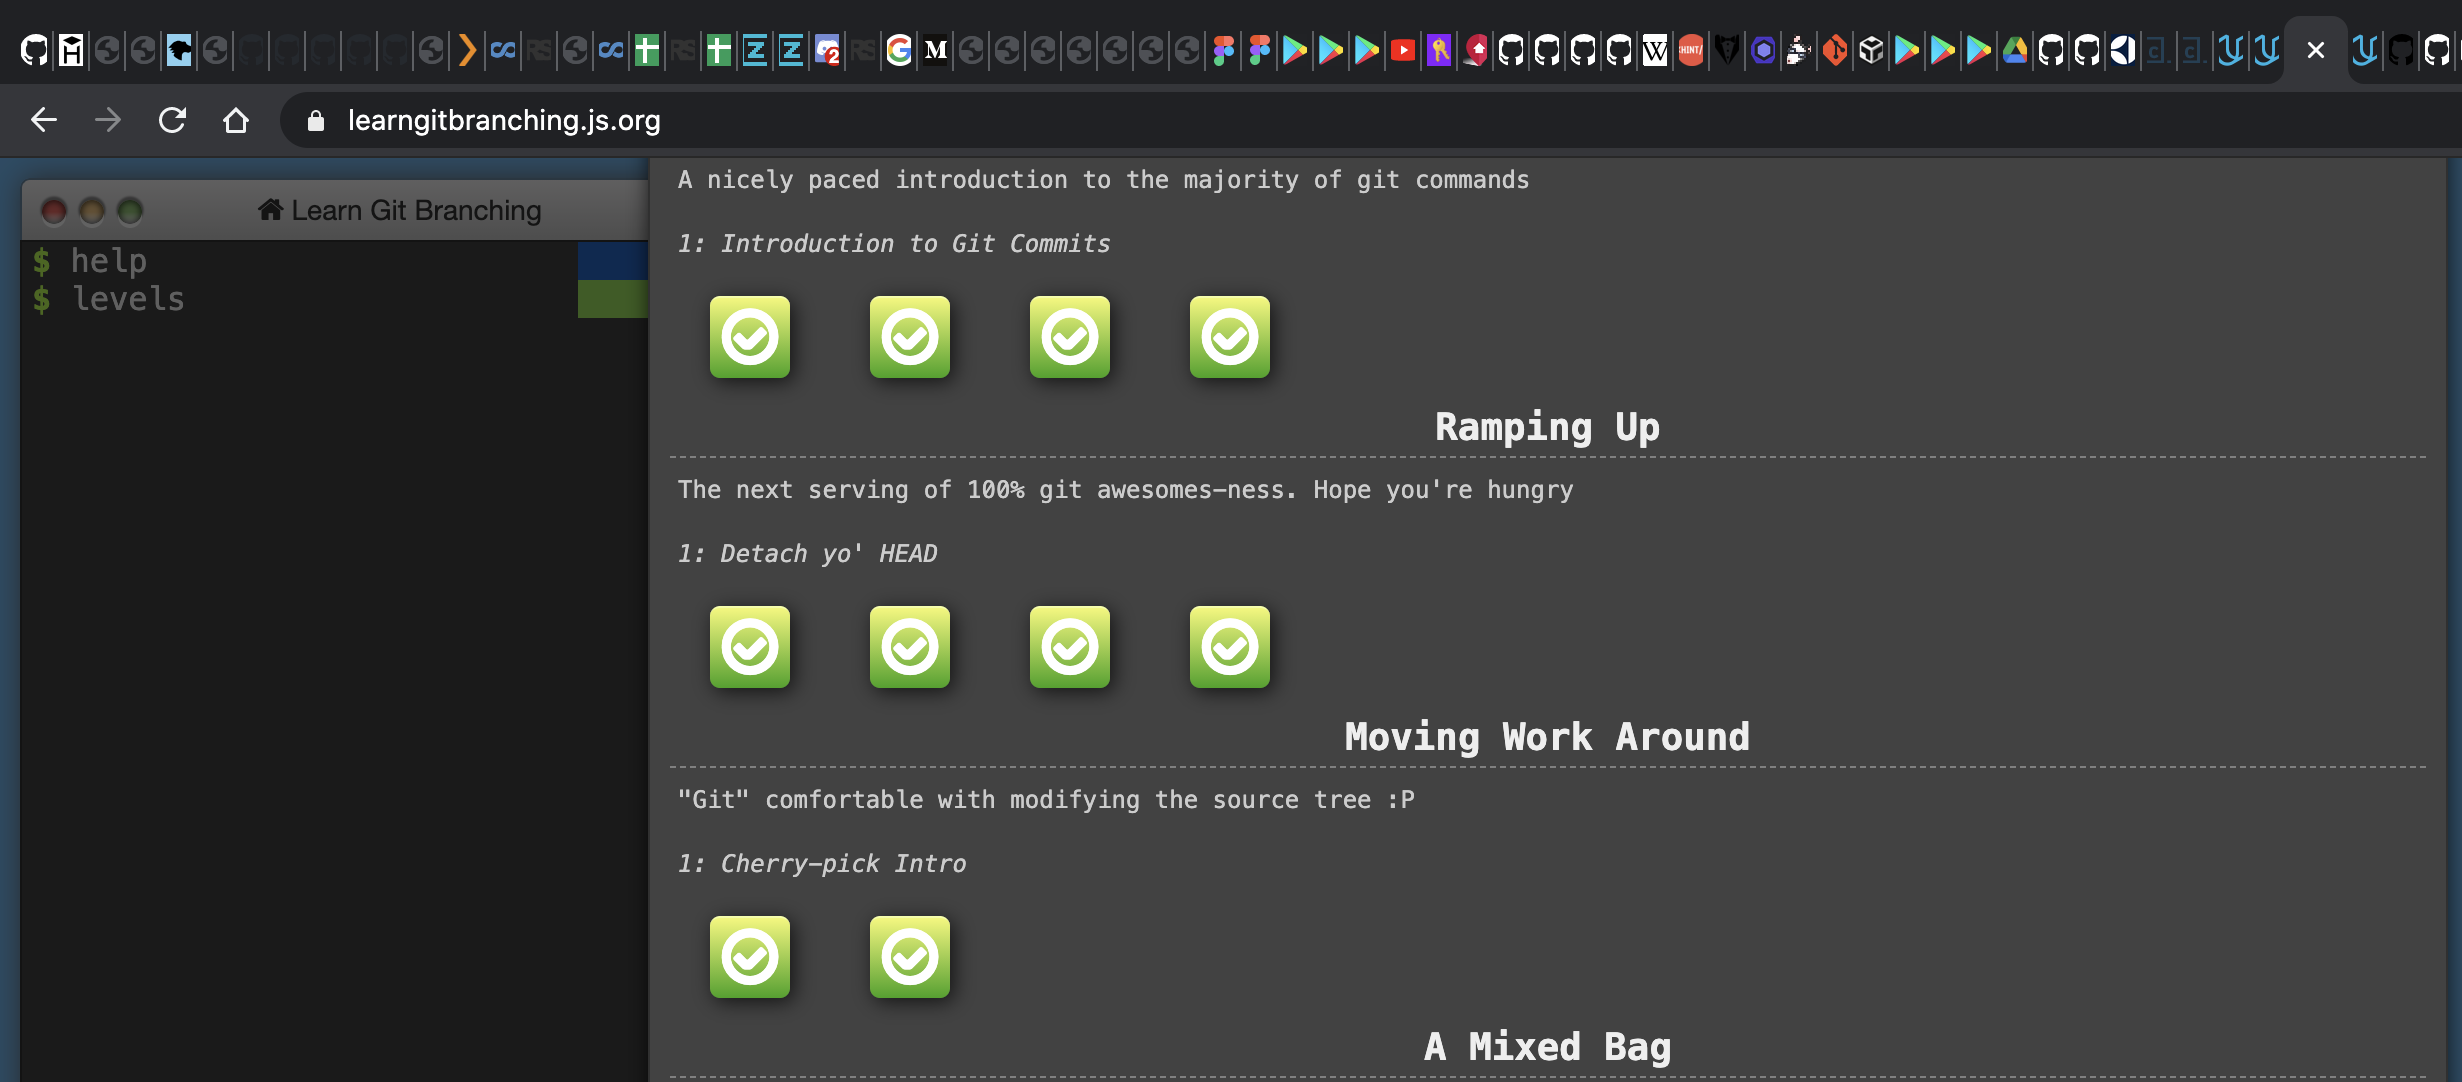 learngitbranching.js.org
Learn Git Branching
$ help
$ levels
A nicely paced introduction to the majority of git commands
1: Introduction to Git Commits
Ramping Up
The next serving of 100% git awesomes-ness. Hope you're hungry
1: Detach yo' HEAD
Moving Work Around
"Git" comfortable with modifying the source tree :P
1: Cherry-pick Intro
A Mixed Bag